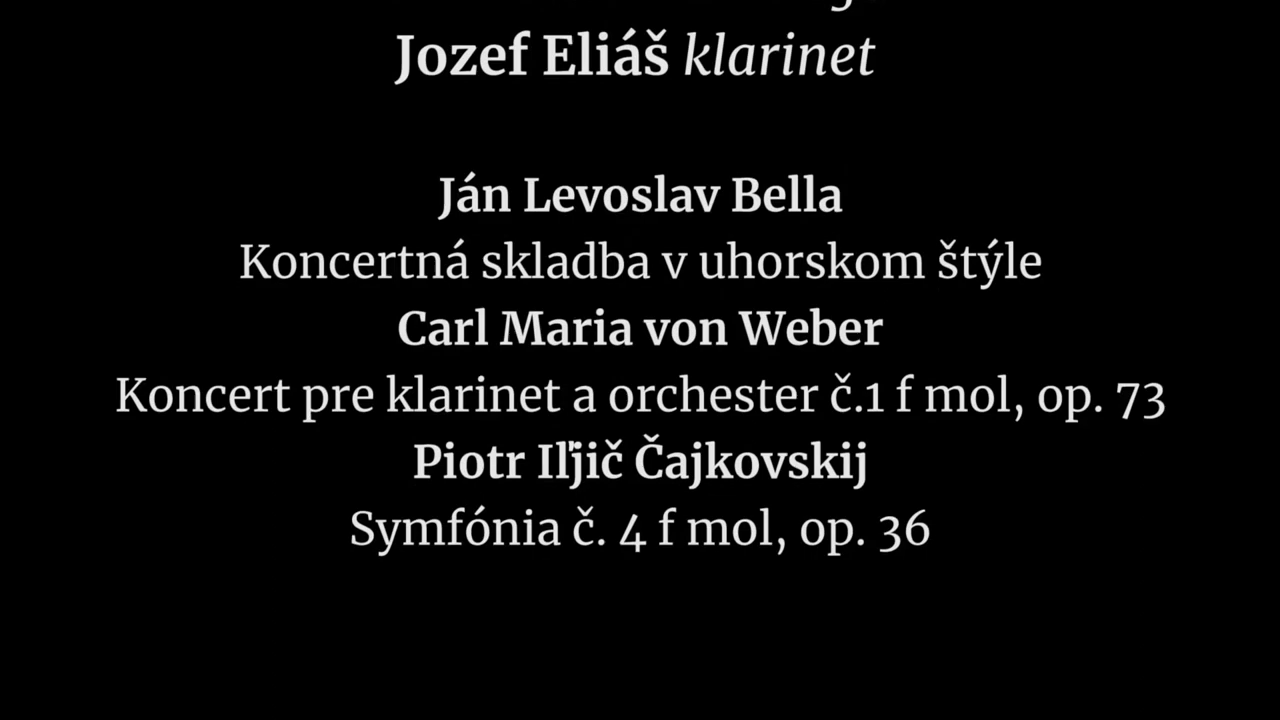 Jozef Eliáš klarinet
Ján Levoslav Bella
Koncertná skladba v uhorskom štýle
Carl Maria von Weber
Koncert pre klarinet a orchester č.1 f mol, op. 73
Piotr Iľjič Čajkovskij
Symfónia č. 4 f mol, op. 36